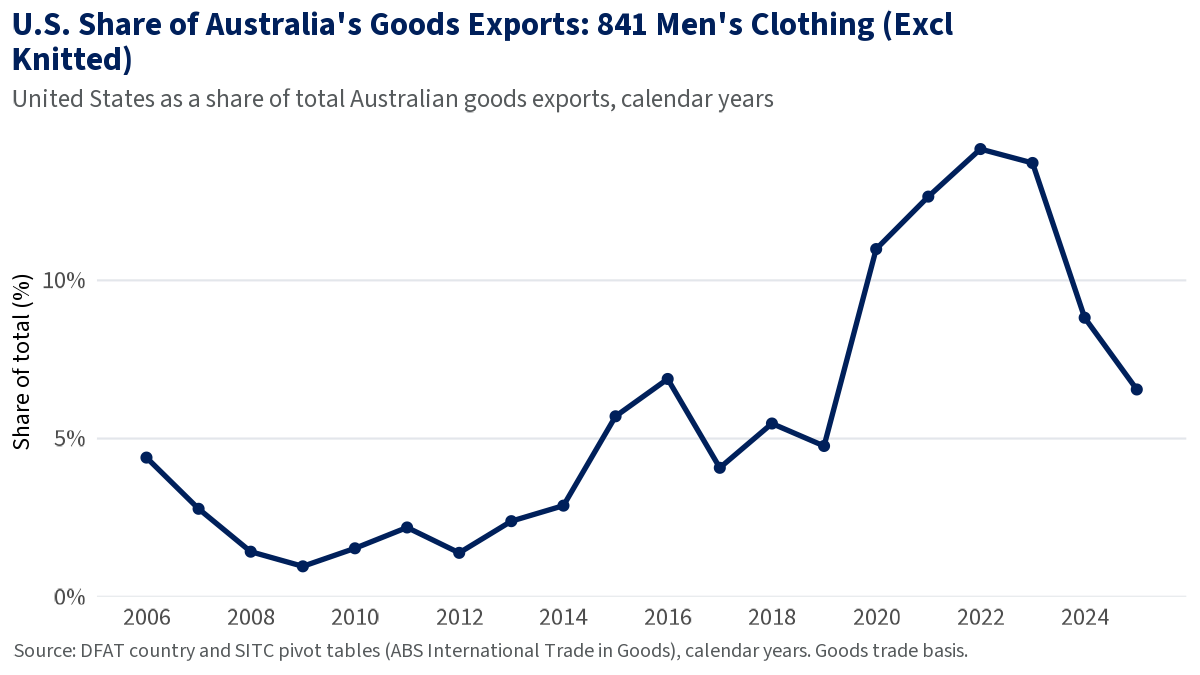 U.S. Share of Australia's Goods Exports: 841 Men's Clothing (Excl
Knitted)
United States as a share of total Australian goods exports, calendar years
Share of total (%)
10%
5%
0%
2006 2008 2010 2012 2014 2016 2018 2020 2022 2024
Source: DFAT country and SITC pivot tables (ABS International Trade in Goods), calendar years. Goods trade basis.